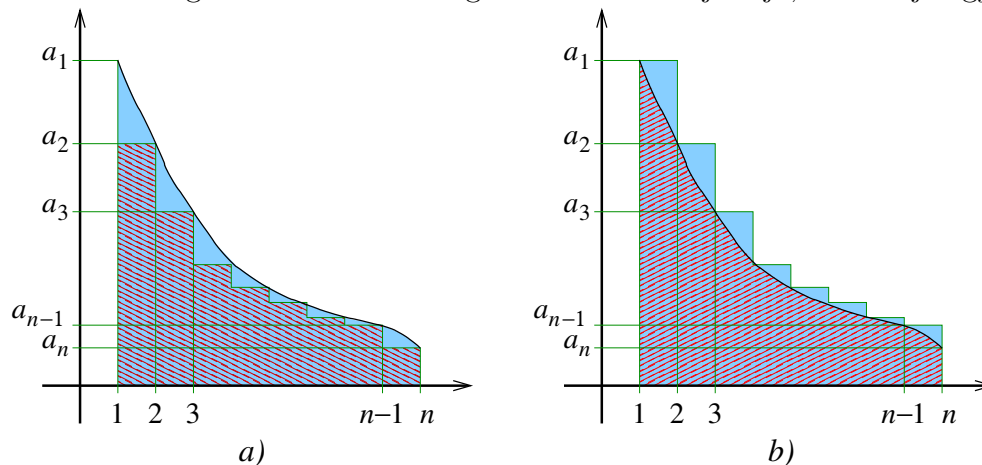 a₁
a₂
a₃
aₙ₋₁
aₙ
1 2 3 n–1 n
a)
a₁
a₂
a₃
aₙ₋₁
aₙ
1 2 3 n–1 n
b)